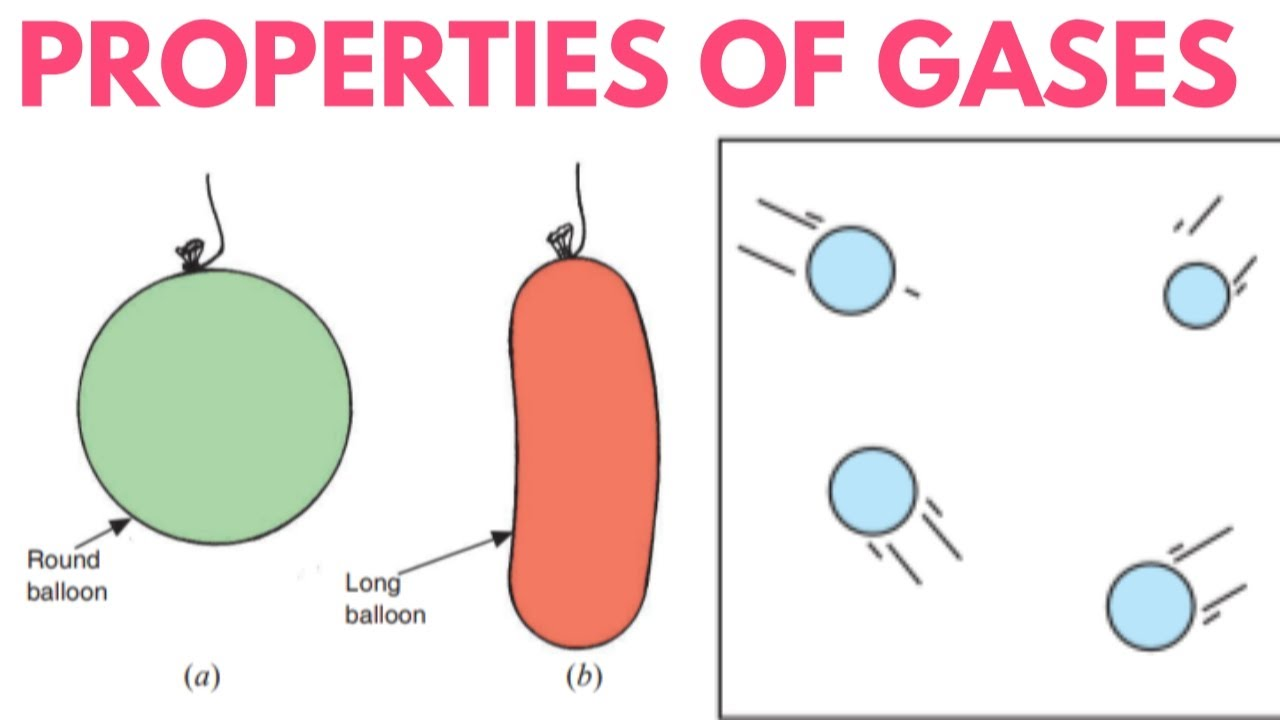 PROPERTIES OF GASES
Round
balloon
(a)
Long
balloon
(b)